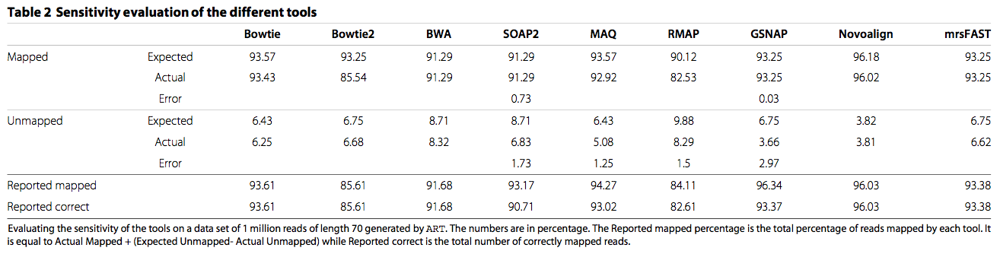 Table 2 Sensitivity evaluation of the different tools
Bowtie Bowtie2 BWA SOAP2 MAQ RMAP GSNAP Novoalign mrsFAST
Mapped Expected 93.57 93.25 91.29 91.29 93.57 90.12 93.25 96.18 93.25
Actual 93.43 85.54 91.29 91.29 92.92 82.53 93.25 96.02 93.25
Error 0.73 0.03
Unmapped Expected 6.43 6.75 8.71 8.71 6.43 9.88 6.75 3.82 6.75
Actual 6.25 6.68 8.32 6.83 5.08 8.29 3.66 3.81 6.62
Error 1.73 1.25 1.5 2.97
Reported mapped 93.61 85.61 91.68 93.17 94.27 84.11 96.34 96.03 93.38
Reported correct 93.61 85.61 91.68 90.71 93.02 82.61 93.37 96.03 93.38
Evaluating the sensitivity of the tools on a data set of 1 million reads of length 70 generated by ART. The numbers are in percentage. The Reported mapped percentage is the total percentage of reads mapped by each tool. It
is equal to Actual Mapped + (Expected Unmapped- Actual Unmapped) while Reported correct is the total number of correctly mapped reads.